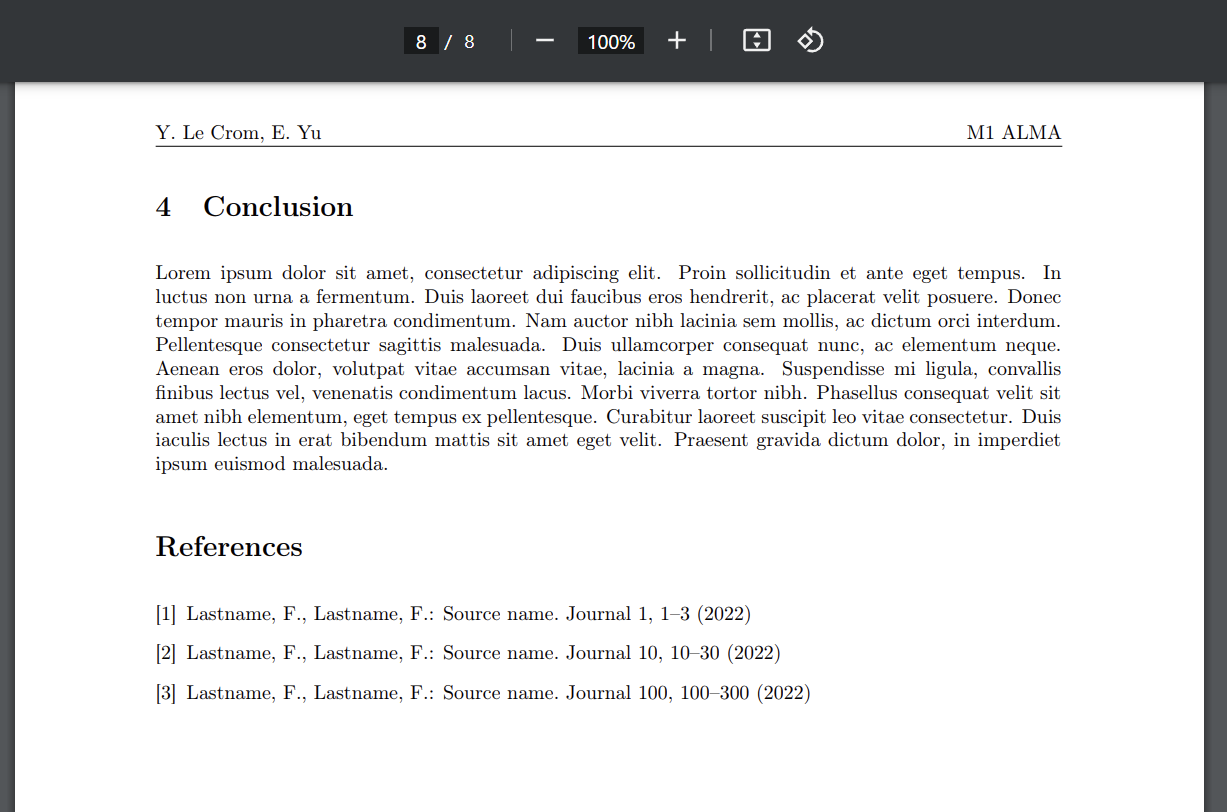 8 / 8 100%
Y. Le Crom, E. Yu M1 ALMA
4 Conclusion
Lorem ipsum dolor sit amet, consectetur adipiscing elit. Proin sollicitudin et ante eget tempus. In
luctus non urna a fermentum. Duis laoreet dui faucibus eros hendrerit, ac placerat velit posuere. Donec
tempor mauris in pharetra condimentum. Nam auctor nibh lacinia sem mollis, ac dictum orci interdum.
Pellentesque consectetur sagittis malesuada. Duis ullamcorper consequat nunc, ac elementum neque.
Aenean eros dolor, volutpat vitae accumsan vitae, lacinia a magna. Suspendisse mi ligula, convallis
finibus lectus vel, venenatis condimentum lacus. Morbi viverra tortor nibh. Phasellus consequat velit sit
amet nibh elementum, eget tempus ex pellentesque. Curabitur laoreet suscipit leo vitae consectetur. Duis
iaculis lectus in erat bibendum mattis sit amet eget velit. Praesent gravida dictum dolor, in imperdiet
ipsum euismod malesuada.
References
[1] Lastname, F., Lastname, F.: Source name. Journal 1, 1–3 (2022)
[2] Lastname, F., Lastname, F.: Source name. Journal 10, 10–30 (2022)
[3] Lastname, F., Lastname, F.: Source name. Journal 100, 100–300 (2022)